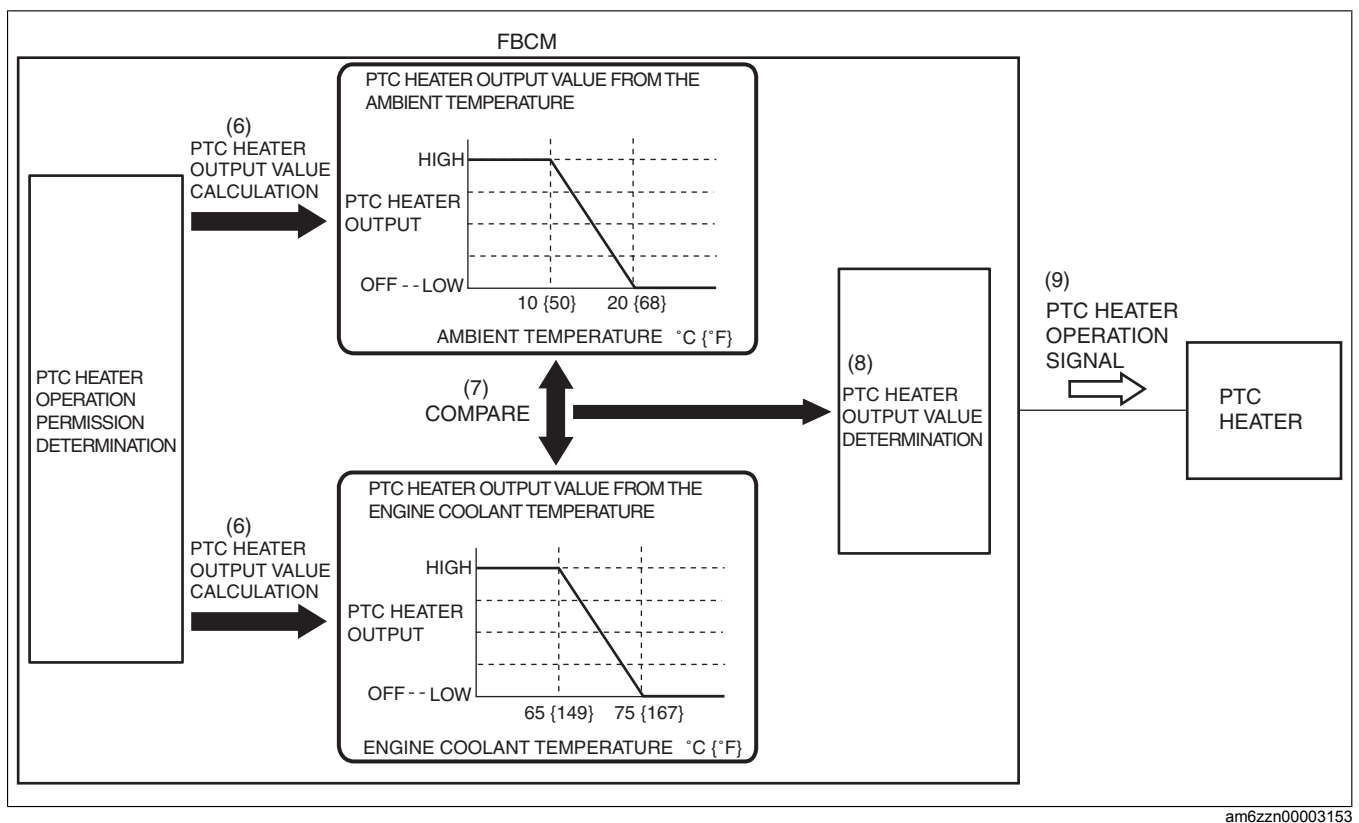 FBCM
PTC HEATER
OPERATION
PERMISSION
DETERMINATION
(6)
PTC HEATER
OUTPUT VALUE
CALCULATION
PTC HEATER OUTPUT VALUE FROM THE
AMBIENT TEMPERATURE
HIGH
PTC HEATER
OUTPUT
OFF - - LOW
10 {50} 20 {68}
AMBIENT TEMPERATURE ˚C {˚F}
(7)
COMPARE
(6)
PTC HEATER
OUTPUT VALUE
CALCULATION
PTC HEATER OUTPUT VALUE FROM THE
ENGINE COOLANT TEMPERATURE
HIGH
PTC HEATER
OUTPUT
OFF - - LOW
65 {149} 75 {167}
ENGINE COOLANT TEMPERATURE ˚C {˚F}
(8)
PTC HEATER
OUTPUT VALUE
DETERMINATION
(9)
PTC HEATER
OPERATION
SIGNAL
PTC
HEATER
am6zzn00003153